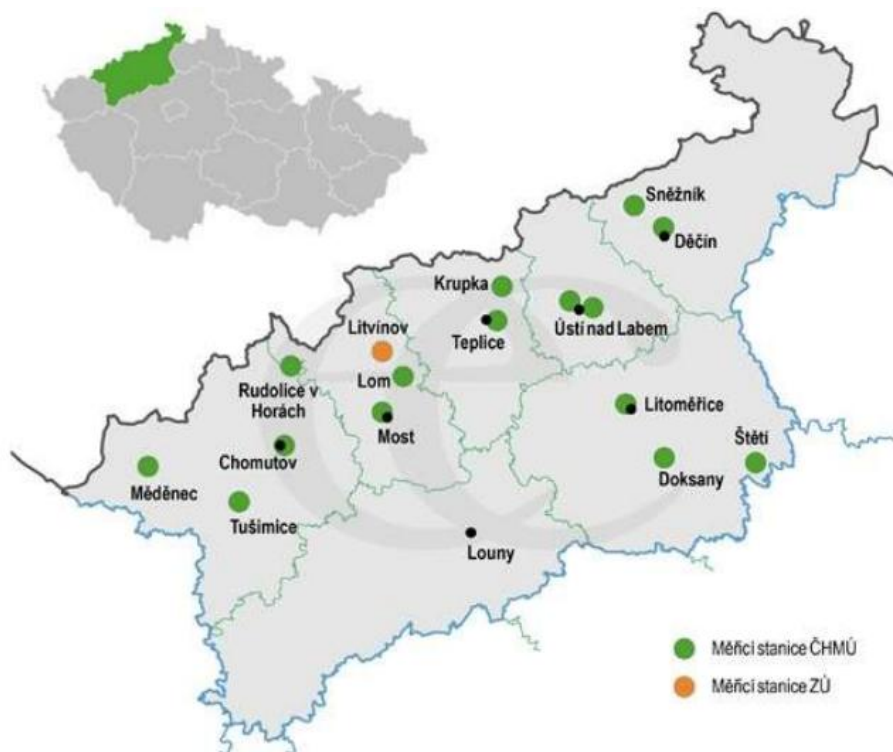 Sněžník
Děčín
Krupka
Teplice
Ústí nad Labem
Litvínov
Lom
Most
Rudolice v
Horách
Chomutov
Měděnec
Tušimice
Litoměřice
Štětí
Doksany
Louny
Měřicí stanice ČHMÚ
Měřicí stanice ZÚ